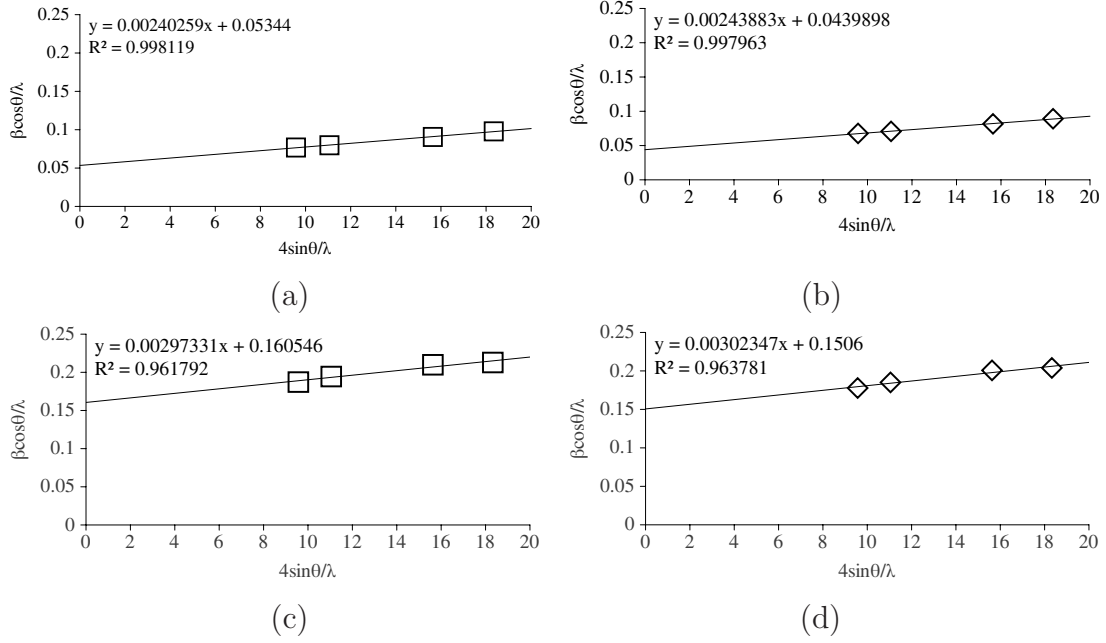 y = 0.00240259x + 0.05344
R² = 0.998119
0.25
0.2
0.15
0.1
0.05
0
βcosθ/λ
0 2 4 6 8 10 12 14 16 18 20
4sinθ/λ
(a)
y = 0.00243883x + 0.0439898
R² = 0.997963
0.25
0.2
0.15
0.1
0.05
0
βcosθ/λ
0 2 4 6 8 10 12 14 16 18 20
4sinθ/λ
(b)
y = 0.00297331x + 0.160546
R² = 0.961792
0.25
0.2
0.15
0.1
0.05
0
βcosθ/λ
0 2 4 6 8 10 12 14 16 18 20
4sinθ/λ
(c)
y = 0.00302347x + 0.1506
R² = 0.963781
0.25
0.2
0.15
0.1
0.05
0
βcosθ/λ
0 2 4 6 8 10 12 14 16 18 20
4sinθ/λ
(d)